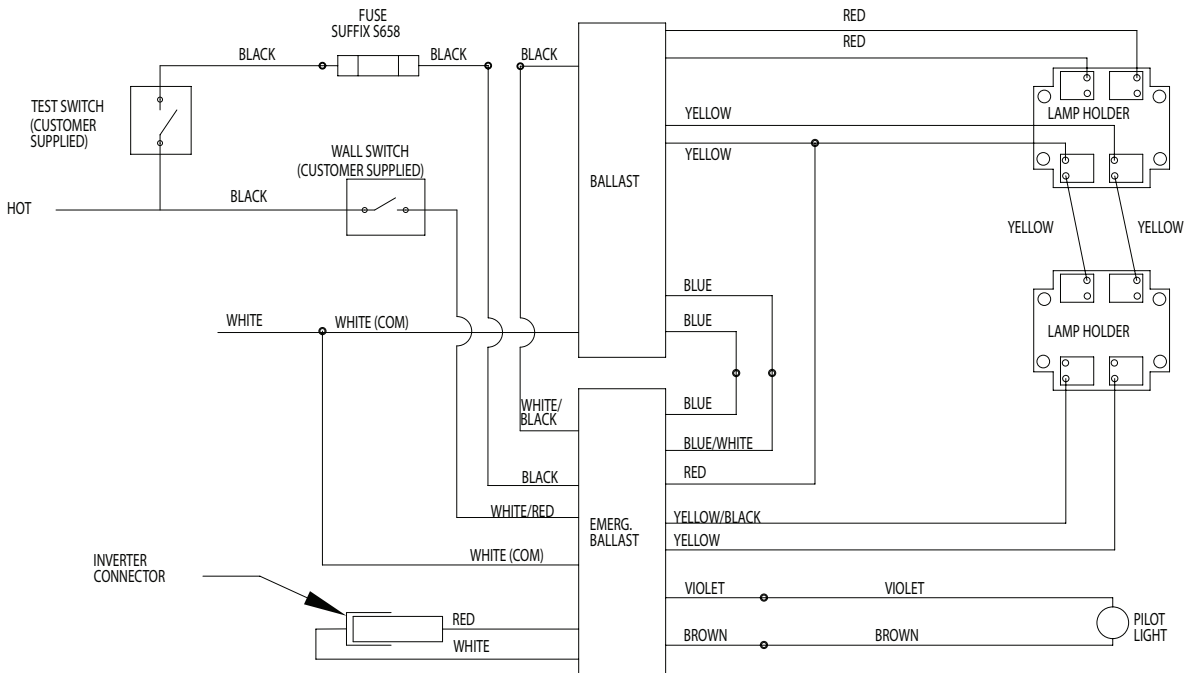 FUSE
SUFFIX S658
RED
RED
BLACK
BLACK
BLACK
TEST SWITCH
(CUSTOMER
SUPPLIED)
LAMP HOLDER
YELLOW
YELLOW
WALL SWITCH
(CUSTOMER SUPPLIED)
BALLAST
HOT
BLACK
YELLOW
YELLOW
BLUE
WHITE
WHITE (COM)
BLUE
LAMP HOLDER
WHITE/
BLACK
BLUE
BLUE/WHITE
BLACK
RED
WHITE/RED
EMERG.
BALLAST
YELLOW/BLACK
YELLOW
WHITE (COM)
INVERTER
CONNECTOR
VIOLET
VIOLET
RED
WHITE
BROWN
BROWN
PILOT
LIGHT